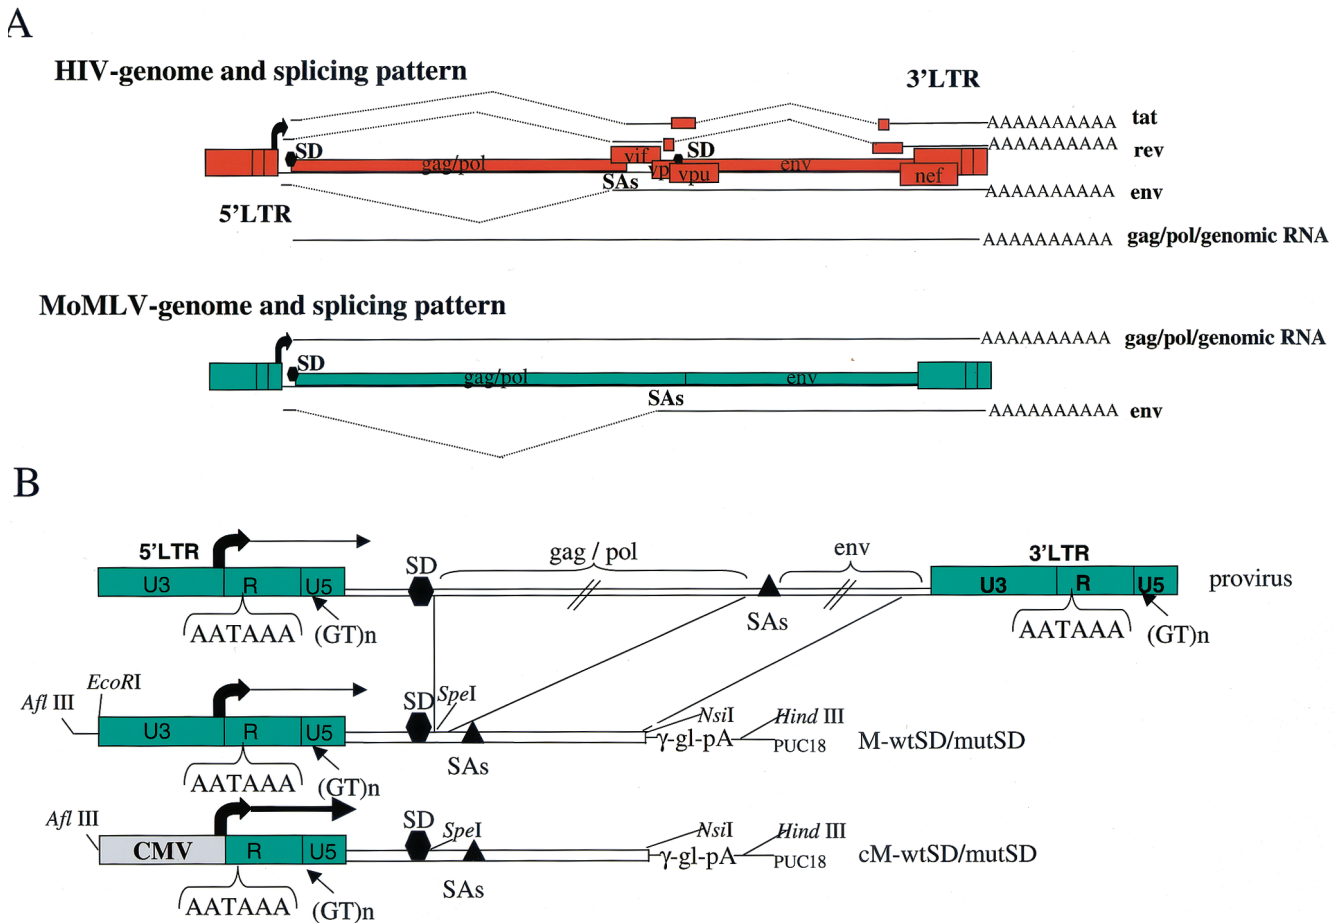 A
HIV-genome and splicing pattern
3'LTR
tat
AAAAAAAAAA
rev
AAAAAAAAAA
SD
gag/pol
vif
SD
env
vp
vpu
nef
SAs
AAAAAAAAAA
env
5'LTR
AAAAAAAAAA
gag/pol/genomic RNA
MoMLV-genome and splicing pattern
AAAAAAAAAA
gag/pol/genomic RNA
SD
gag/pol
env
SAs
AAAAAAAAAA
env
B
5'LTR
SD
gag / pol
env
3'LTR
U3
R
U5
U3
R
U5
provirus
AATAAA
(GT)n
SAs
AATAAA
(GT)n
EcoRI
Afl III
SD
SpeI
NsiI
Hind III
U3
R
U5
γ-gl-pA
PUC18
M-wtSD/mutSD
SAs
AATAAA
(GT)n
Afl III
SD
SpeI
NsiI
Hind III
CMV
R
U5
γ-gl-pA
PUC18
cM-wtSD/mutSD
SAs
AATAAA
(GT)n